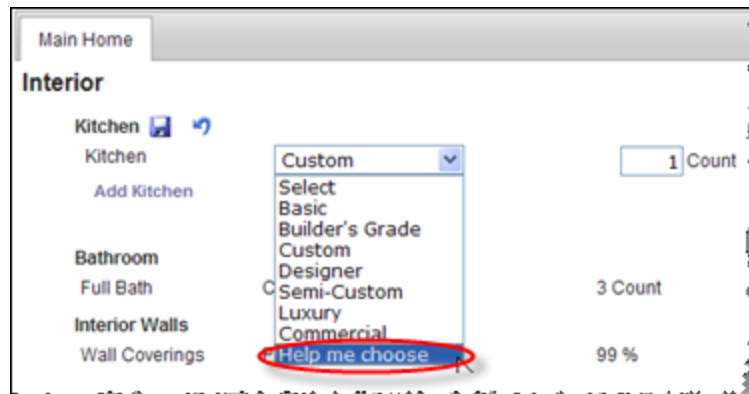 Main Home
Interior
Kitchen
Kitchen Custom 1 Count
Add Kitchen
Select
Basic
Builder's Grade
Custom
Bathroom
Designer
Full Bath Semi-Custom 3 Count
Luxury
Interior Walls
Commercial
Wall Coverings Help me choose 99 %